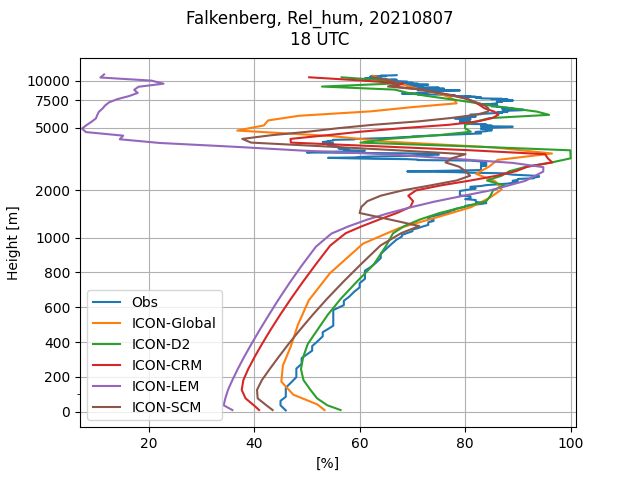 Falkenberg, Rel_hum, 20210807
18 UTC
Height [m]
10000
7500
5000
2000
1000
800
600
400
200
0
Obs
ICON-Global
ICON-D2
ICON-CRM
ICON-LEM
ICON-SCM
20 40 60 80 100
[%]